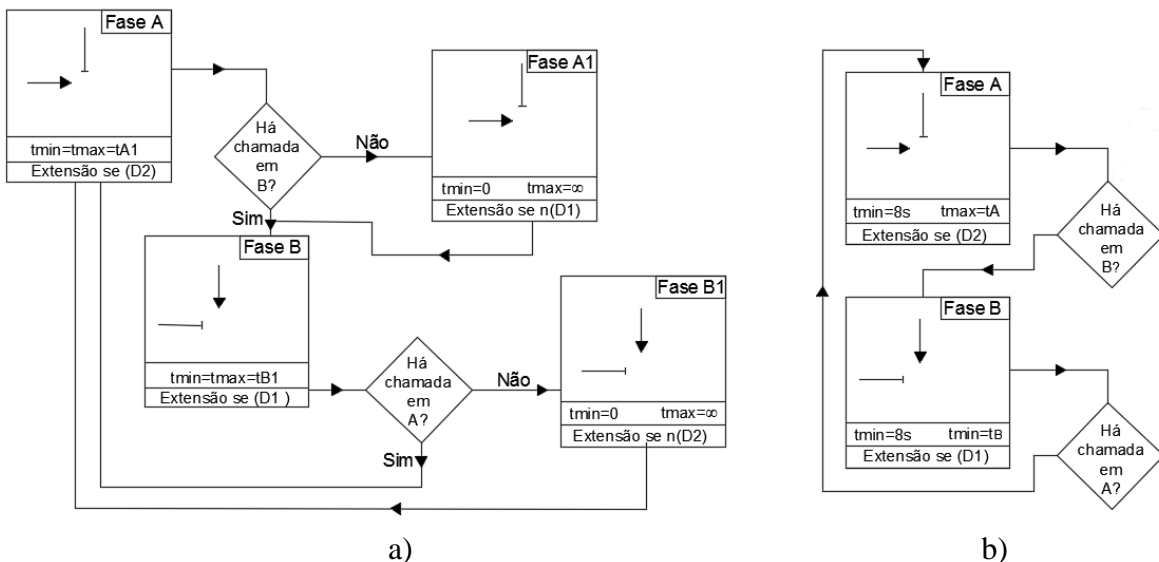 Fase A
tmin=tmax=tA1
Extensão se (D2)
Há
chamada
em
B?
Não
Sim
Fase A1
tmin=0 tmax=∞
Extensão se n(D1)
Fase B
tmin=tmax=tB1
Extensão se (D1 )
Há
chamada
em
A?
Não
Sim
Fase B1
tmin=0 tmax=∞
Extensão se n(D2)
a)
Fase A
tmin=8s tmax=tA
Extensão se (D2)
Há
chamada
em
B?
Fase B
tmin=8s tmin=tB
Extensão se (D1)
Há
chamada
em
A?
b)